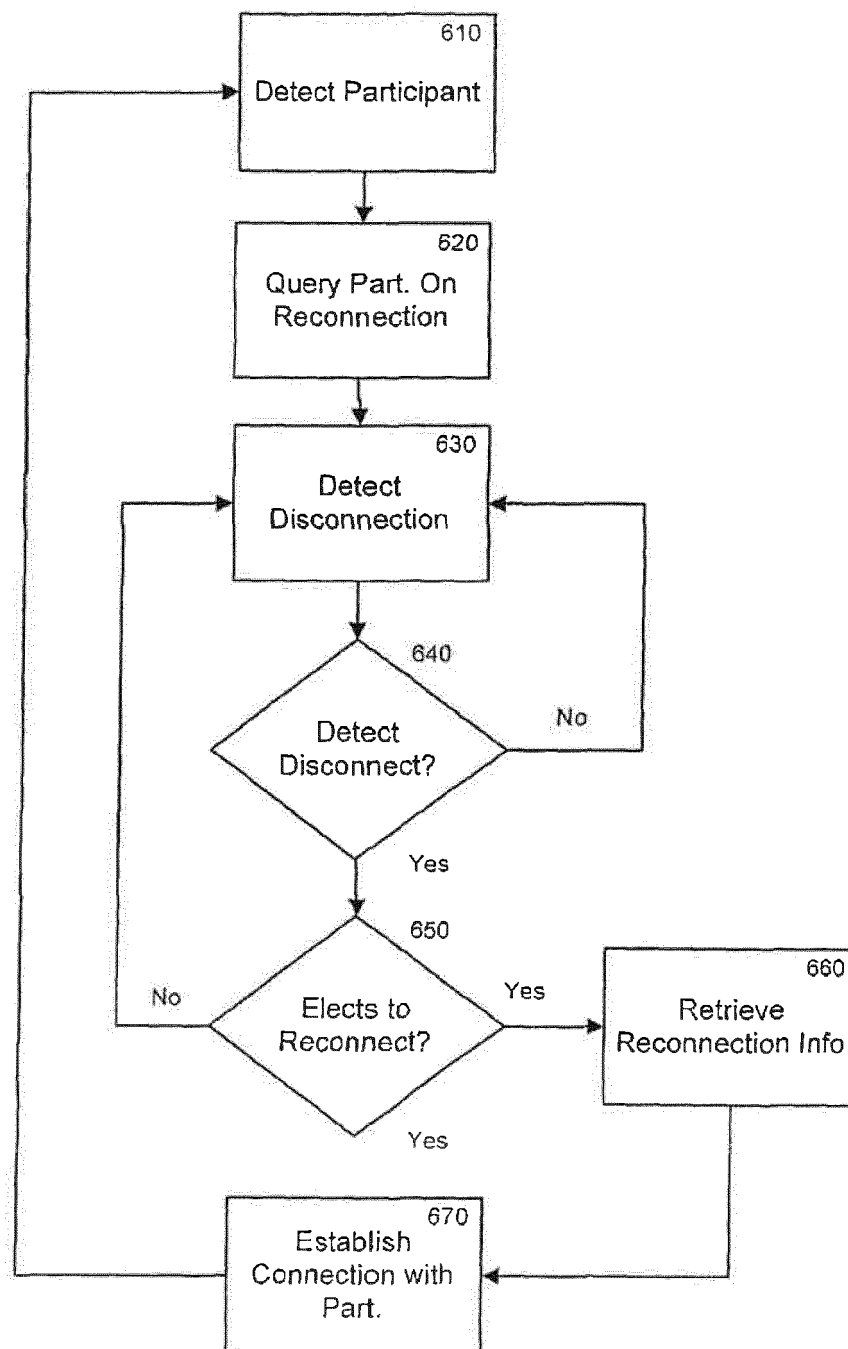 610
Detect Participant
620
Query Part. On
Reconnection
630
Detect
Disconnection
640
Detect
Disconnect?
No
Yes
650
Elects to
Reconnect?
No
Yes
Yes
660
Retrieve
Reconnection Info
670
Establish
Connection with
Part.